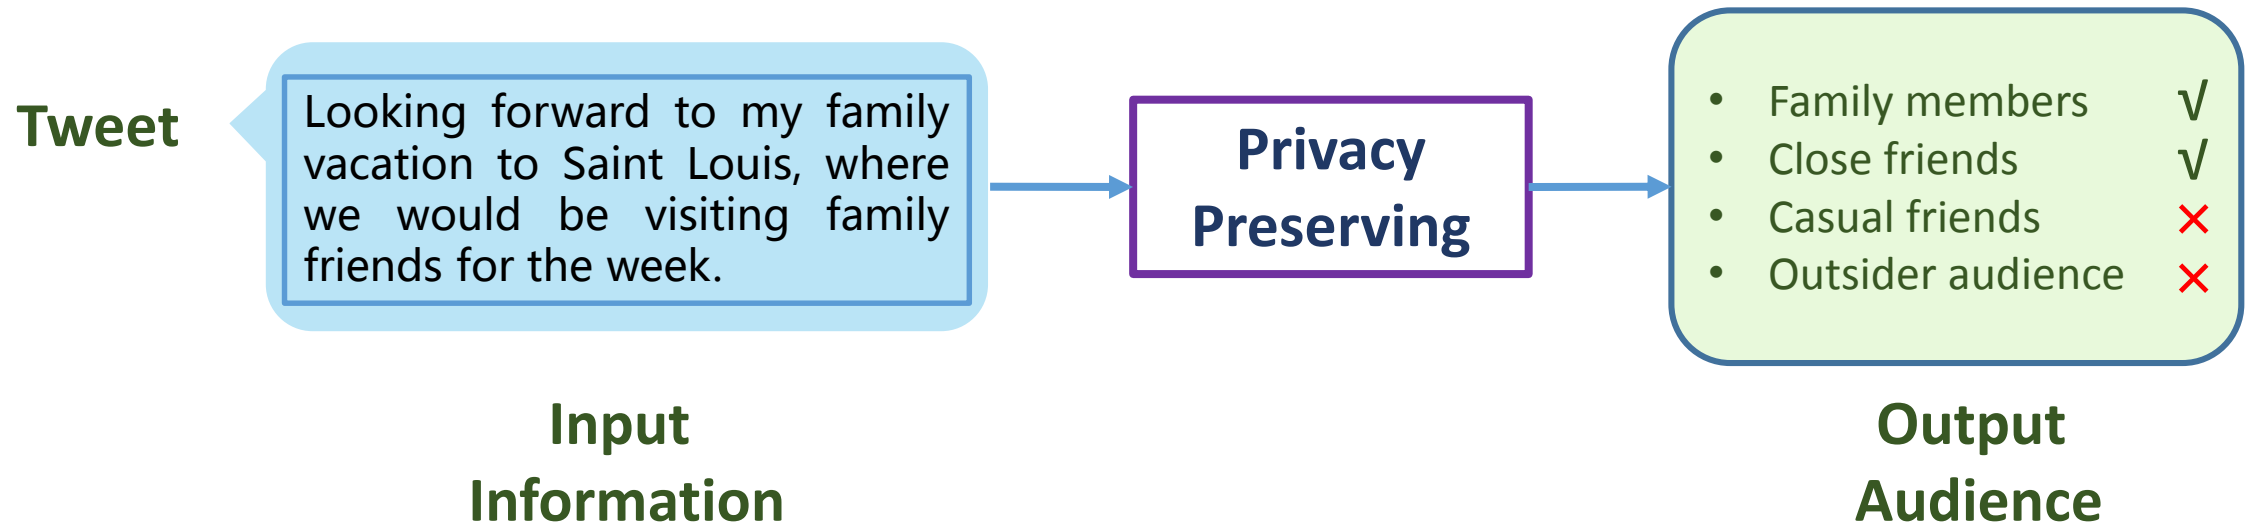 Tweet
Looking forward to my family
vacation to Saint Louis, where
we would be visiting family
friends for the week.
Privacy
Preserving
• Family members √
• Close friends √
• Casual friends ×
• Outsider audience ×
Input
Information
Output
Audience